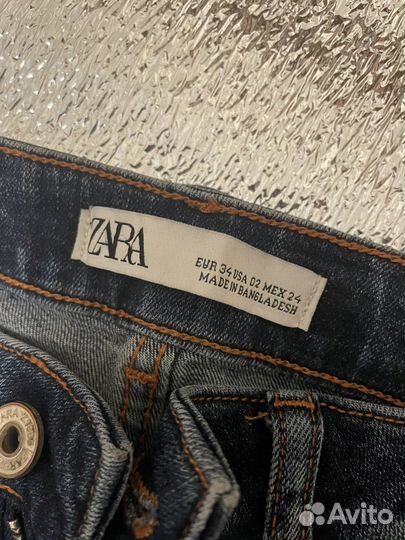 ZARA
EUR 34 USA 02 MEX 24
MADE IN BANGLADESH
Avito